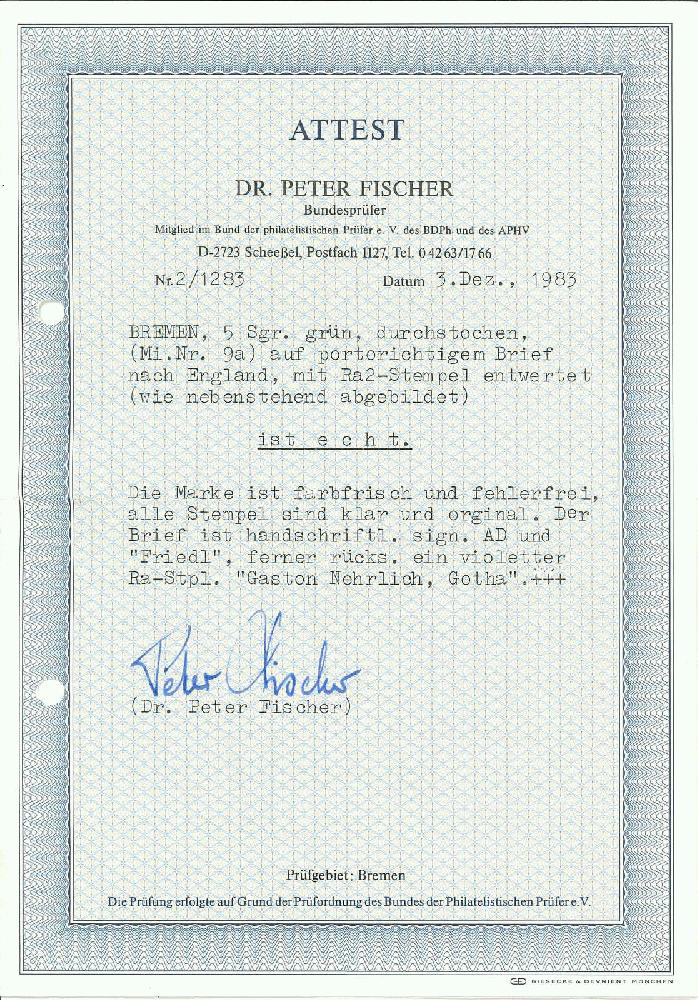 ATTEST
DR. PETER FISCHER
Bundesprüfer
Mitglied im Bund der philatelistischen Prüfer e. V. des BDPh und des APHV
D-2723 Scheeßel, Postfach 1127, Tel. 04263/1766
Nr. 2/1283 Datum 3.Dez., 1983
BREMEN, 5 Sgr. grün, durchstochen,
(Mi.Nr. 9a) auf portorichtigem Brief
nach England, mit Ra2-Stempel entwertet
(wie nebenstehend abgebildet)
ist e c h t.
Die Marke ist farbfrisch und fehlerfrei,
alle Stempel sind klar und orginal. Der
Brief ist handschriftl. sign. AD und
"Friedl", ferner rücks. ein violetter
Ra-Stpl. "Gaston Nehrlich, Gotha".+++
Peter Fischer
(Dr. Peter Fischer)
Prüfgebiet: Bremen
Die Prüfung erfolgte auf Grund der Prüfordnung des Bundes der Philatelistischen Prüfer e.V.
GD GIESECKE & DEVRIENT MÜNCHEN